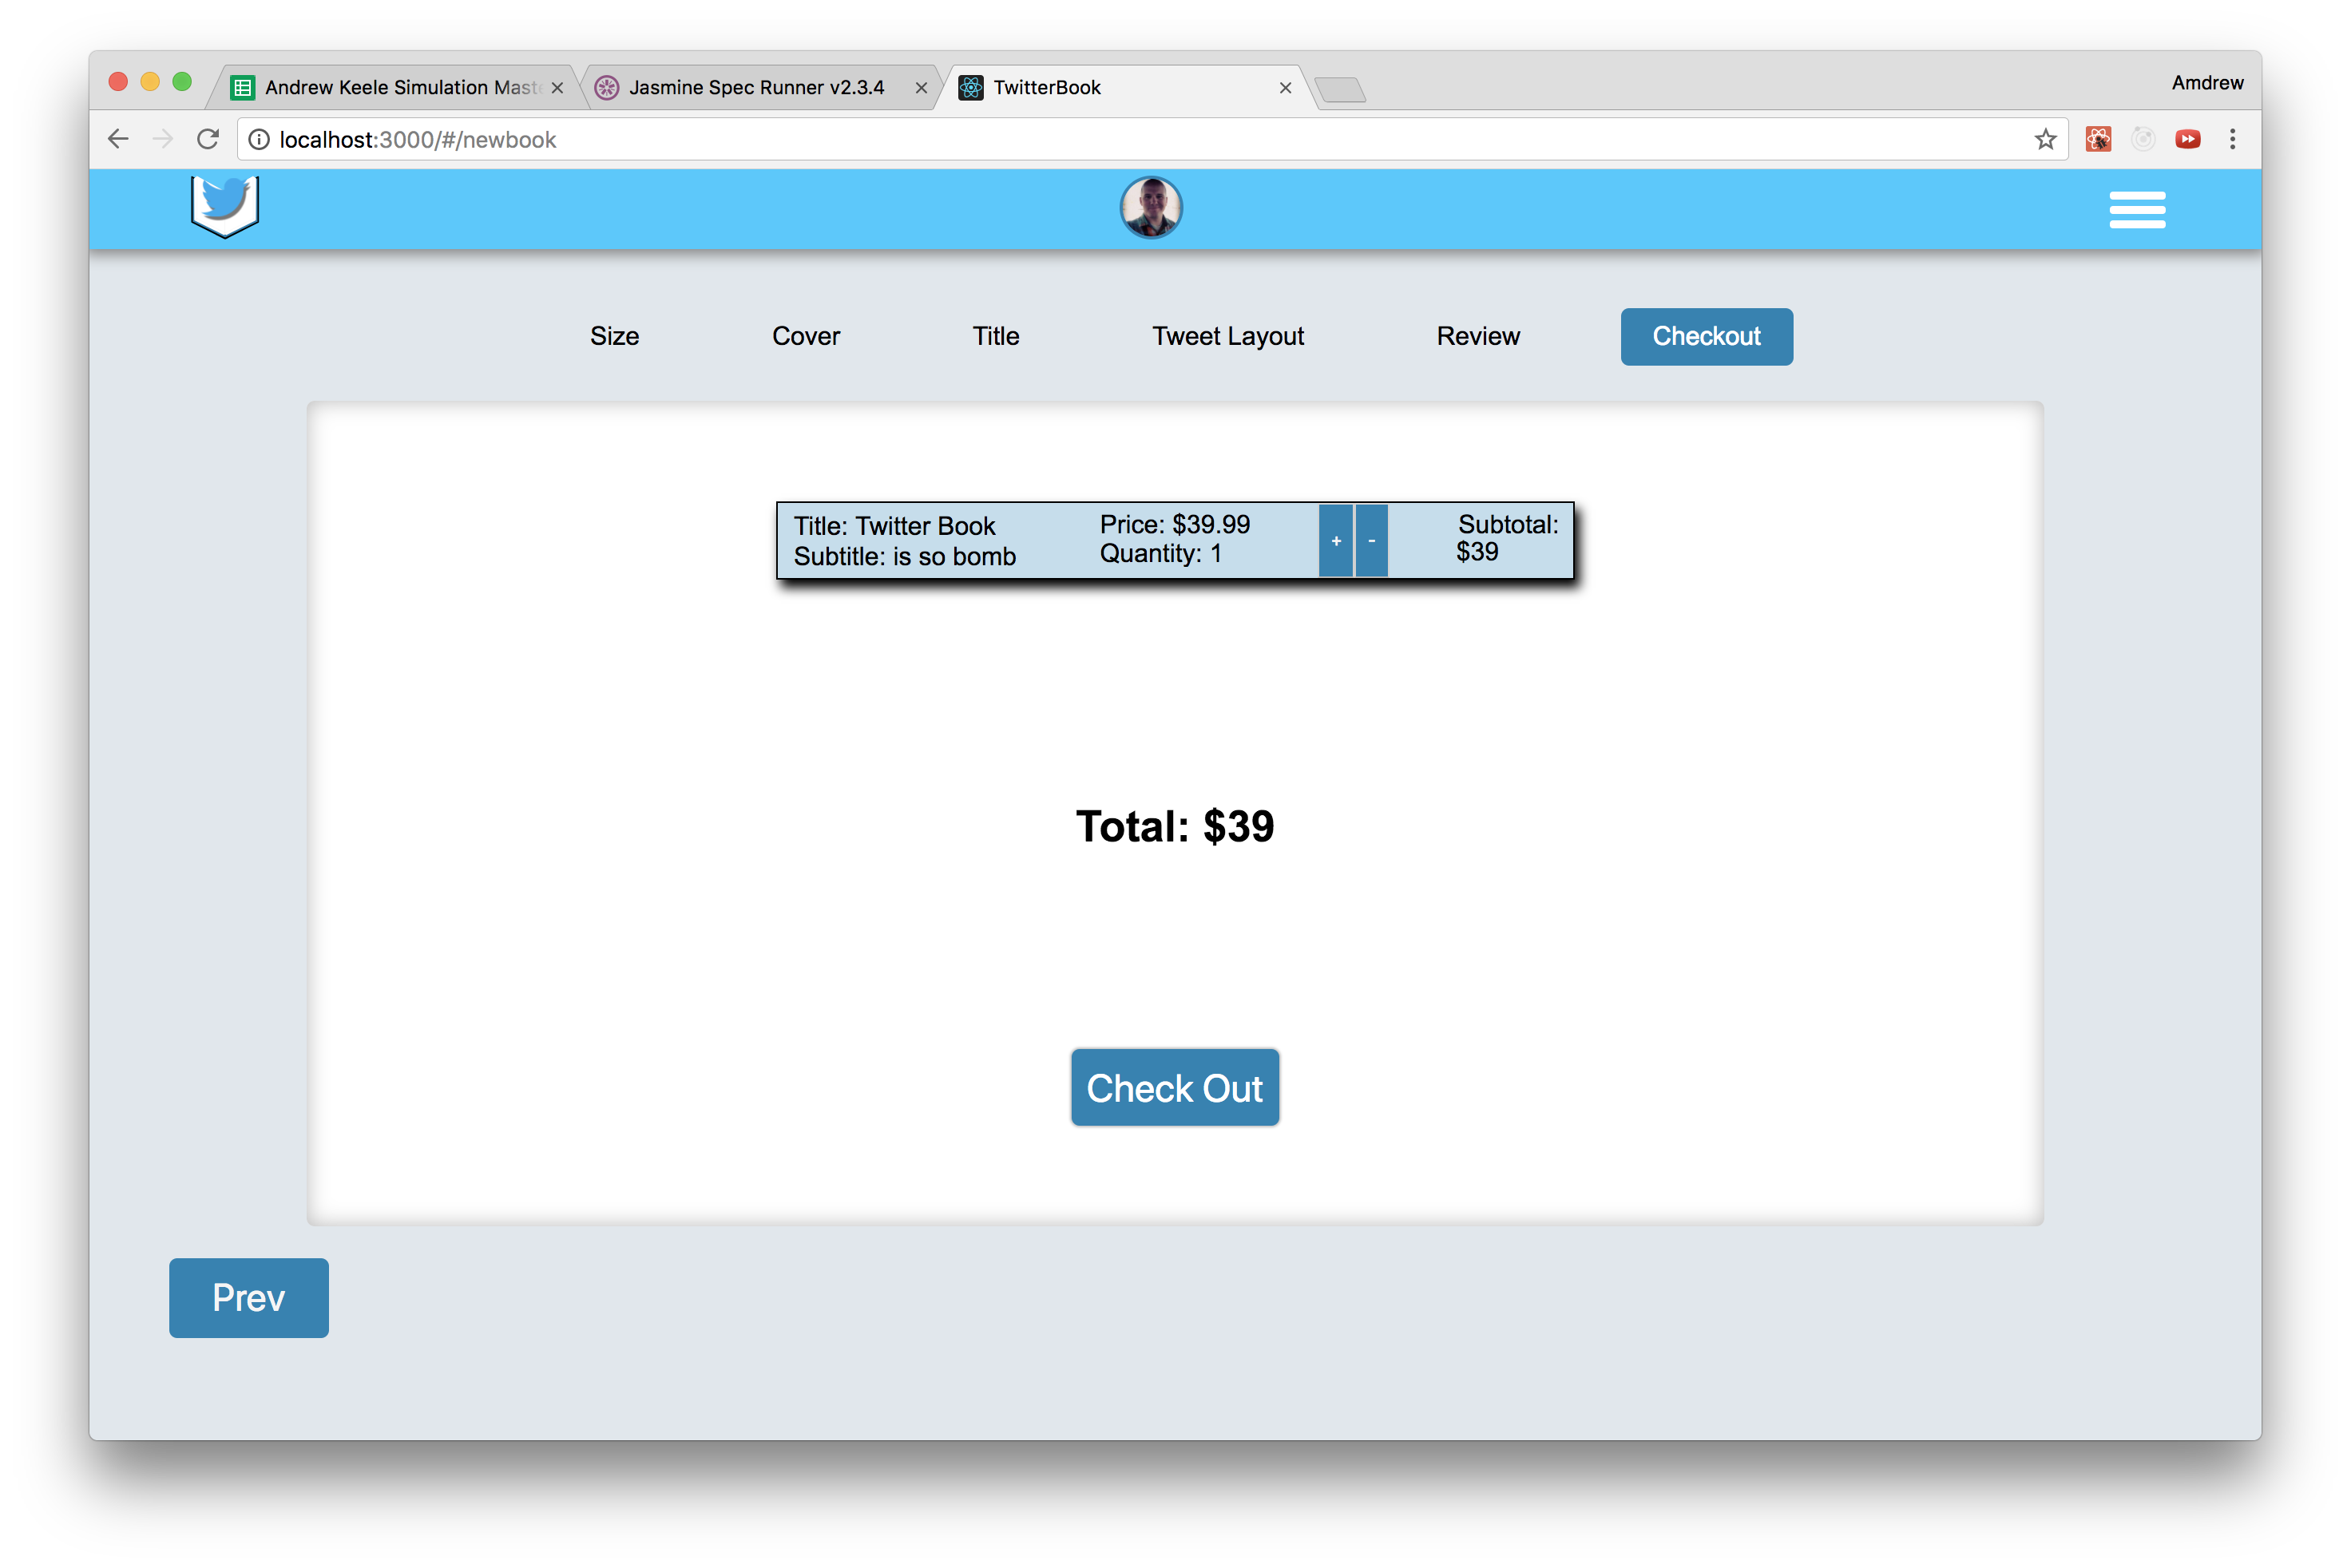 Andrew Keele Simulation Mast
Jasmine Spec Runner v2.3.4
TwitterBook
Amdrew
localhost:3000/#/newbook
Size
Cover
Title
Tweet Layout
Review
Checkout
Title: Twitter Book
Subtitle: is so bomb
Price: $39.99
Quantity: 1
+
-
Subtotal:
$39
Total: $39
Check Out
Prev